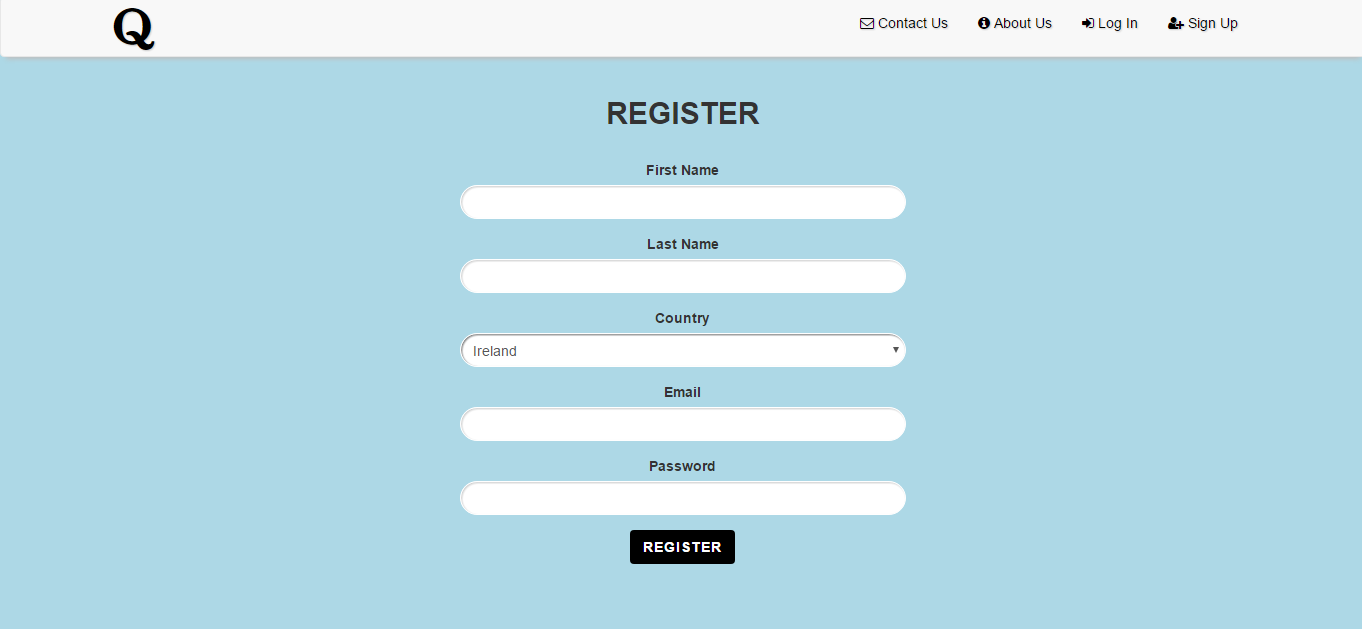 Q
Contact Us About Us Log In Sign Up
REGISTER
First Name
Last Name
Country
Ireland
Email
Password
REGISTER